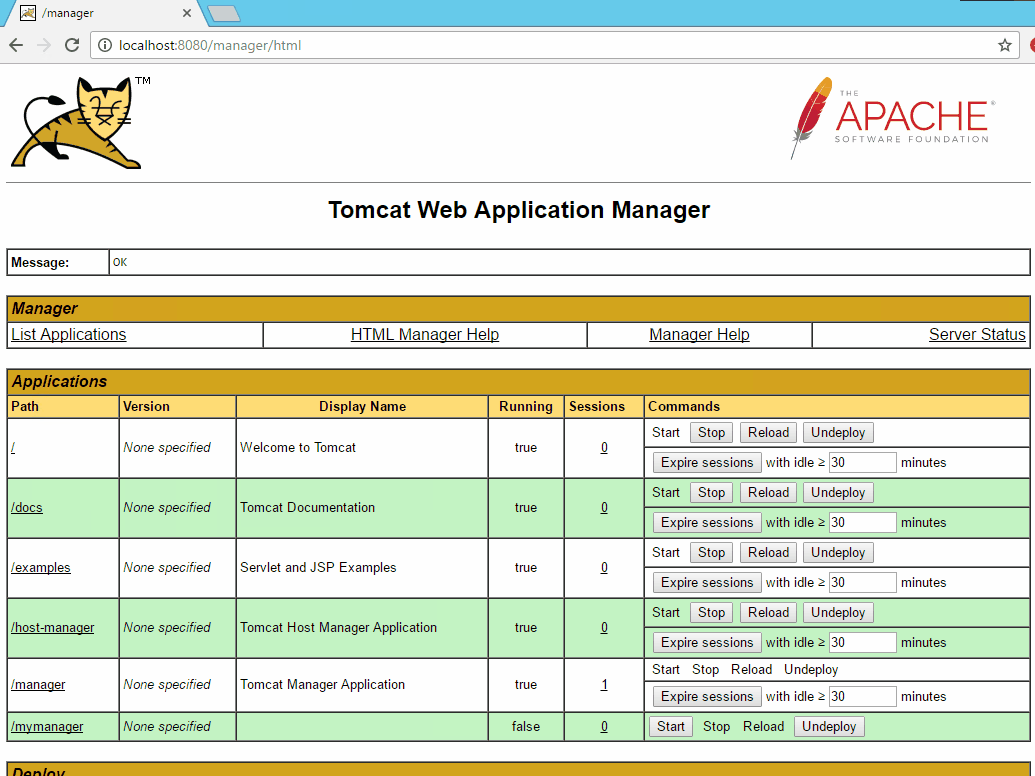 /manager
localhost:8080/manager/html
TM
THE
APACHE®
SOFTWARE FOUNDATION
Tomcat Web Application Manager
Message: OK
Manager
List Applications HTML Manager Help Manager Help Server Status
Applications
Path Version Display Name Running Sessions Commands
/ None specified Welcome to Tomcat true 0 Start Stop Reload Undeploy
Expire sessions with idle ≥ 30 minutes
/docs None specified Tomcat Documentation true 0 Start Stop Reload Undeploy
Expire sessions with idle ≥ 30 minutes
/examples None specified Servlet and JSP Examples true 0 Start Stop Reload Undeploy
Expire sessions with idle ≥ 30 minutes
/host-manager None specified Tomcat Host Manager Application true 0 Start Stop Reload Undeploy
Expire sessions with idle ≥ 30 minutes
/manager None specified Tomcat Manager Application true 1 Start Stop Reload Undeploy
Expire sessions with idle ≥ 30 minutes
/mymanager None specified false 0 Start Stop Reload Undeploy
Deploy